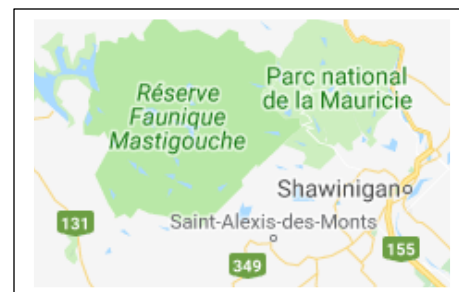 Réserve
Faunique
Mastigouche
Parc national
de la Mauricie
Shawinigan
Saint-Alexis-des-Monts
131
349
155